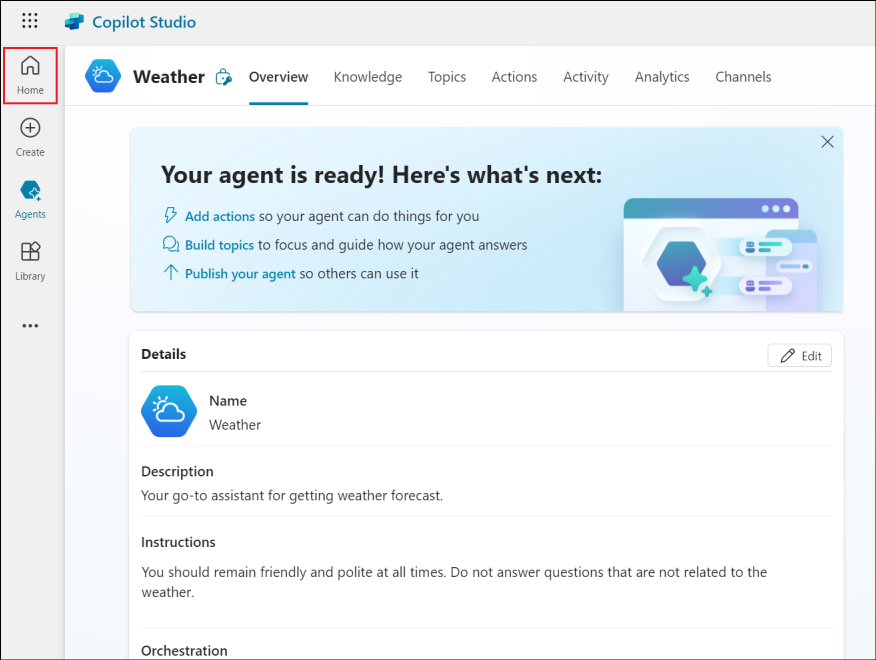 Copilot Studio
Home
Create
Agents
Library
Weather
Overview
Knowledge
Topics
Actions
Activity
Analytics
Channels
Your agent is ready! Here's what's next:
Add actions so your agent can do things for you
Build topics to focus and guide how your agent answers
Publish your agent so others can use it
Details
Edit
Name
Weather
Description
Your go-to assistant for getting weather forecast.
Instructions
You should remain friendly and polite at all times. Do not answer questions that are not related to the
weather.
Orchestration